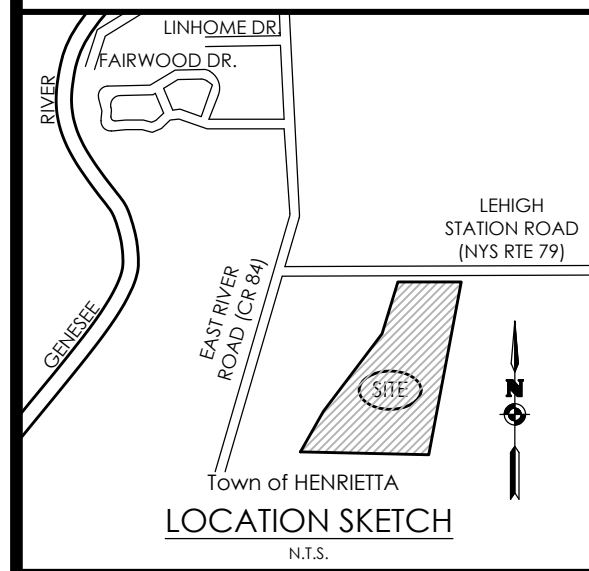 LINHOME DR.
FAIRWOOD DR.
RIVER
LEHIGH
STATION ROAD
(NYS RTE 79)
EAST RIVER
ROAD (CR 84)
GENESEE
SITE
N
Town of HENRIETTA
LOCATION SKETCH
N.T.S.